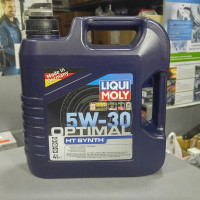 Made in
Germany
LIQUI
MOLY
5W-30
OPTIMAL
HT SYNTH